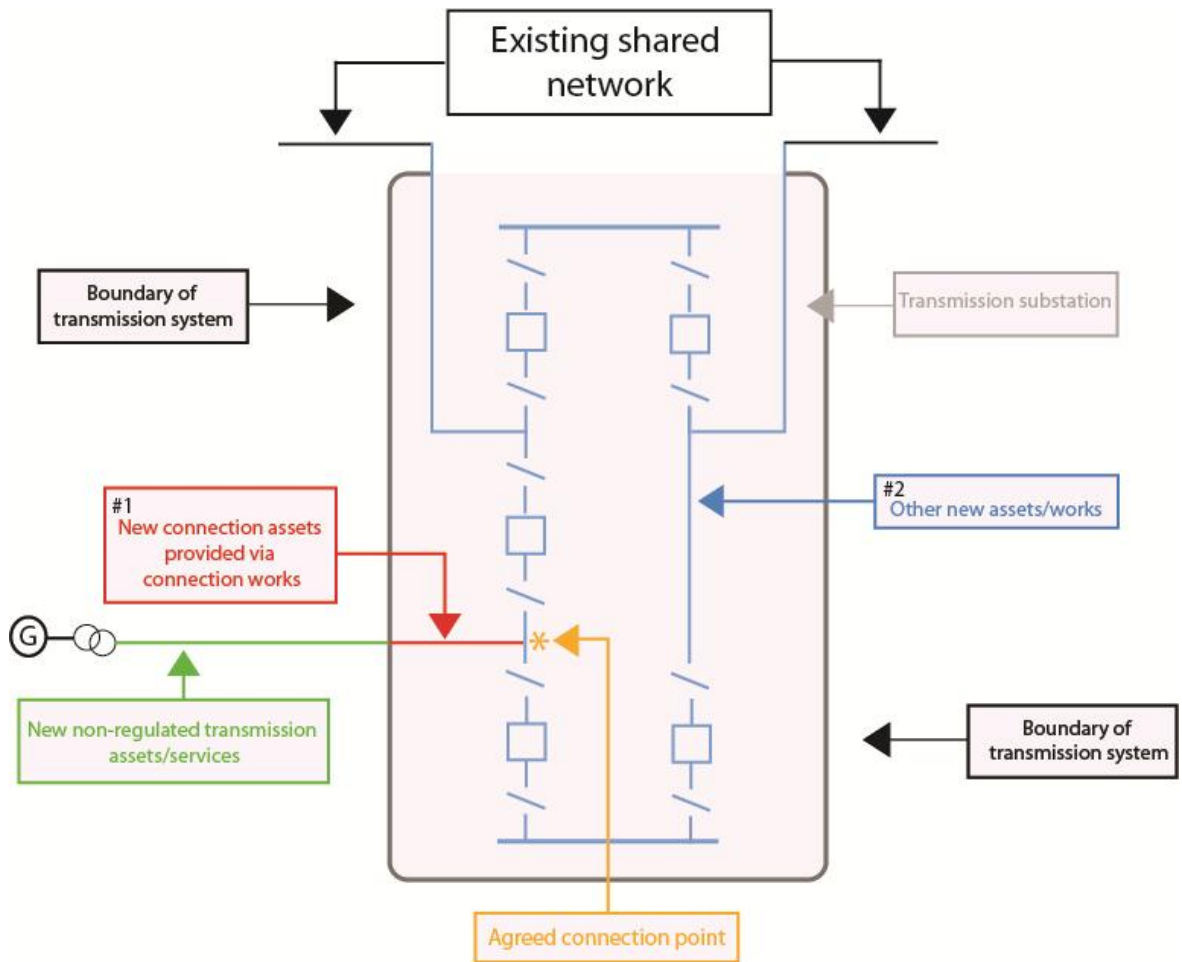 Existing shared
network
Boundary of
transmission system
Transmission substation
#1
New connection assets
provided via
connection works
#2
Other new assets/works
G
*
New non-regulated transmission
assets/services
Boundary of
transmission system
Agreed connection point